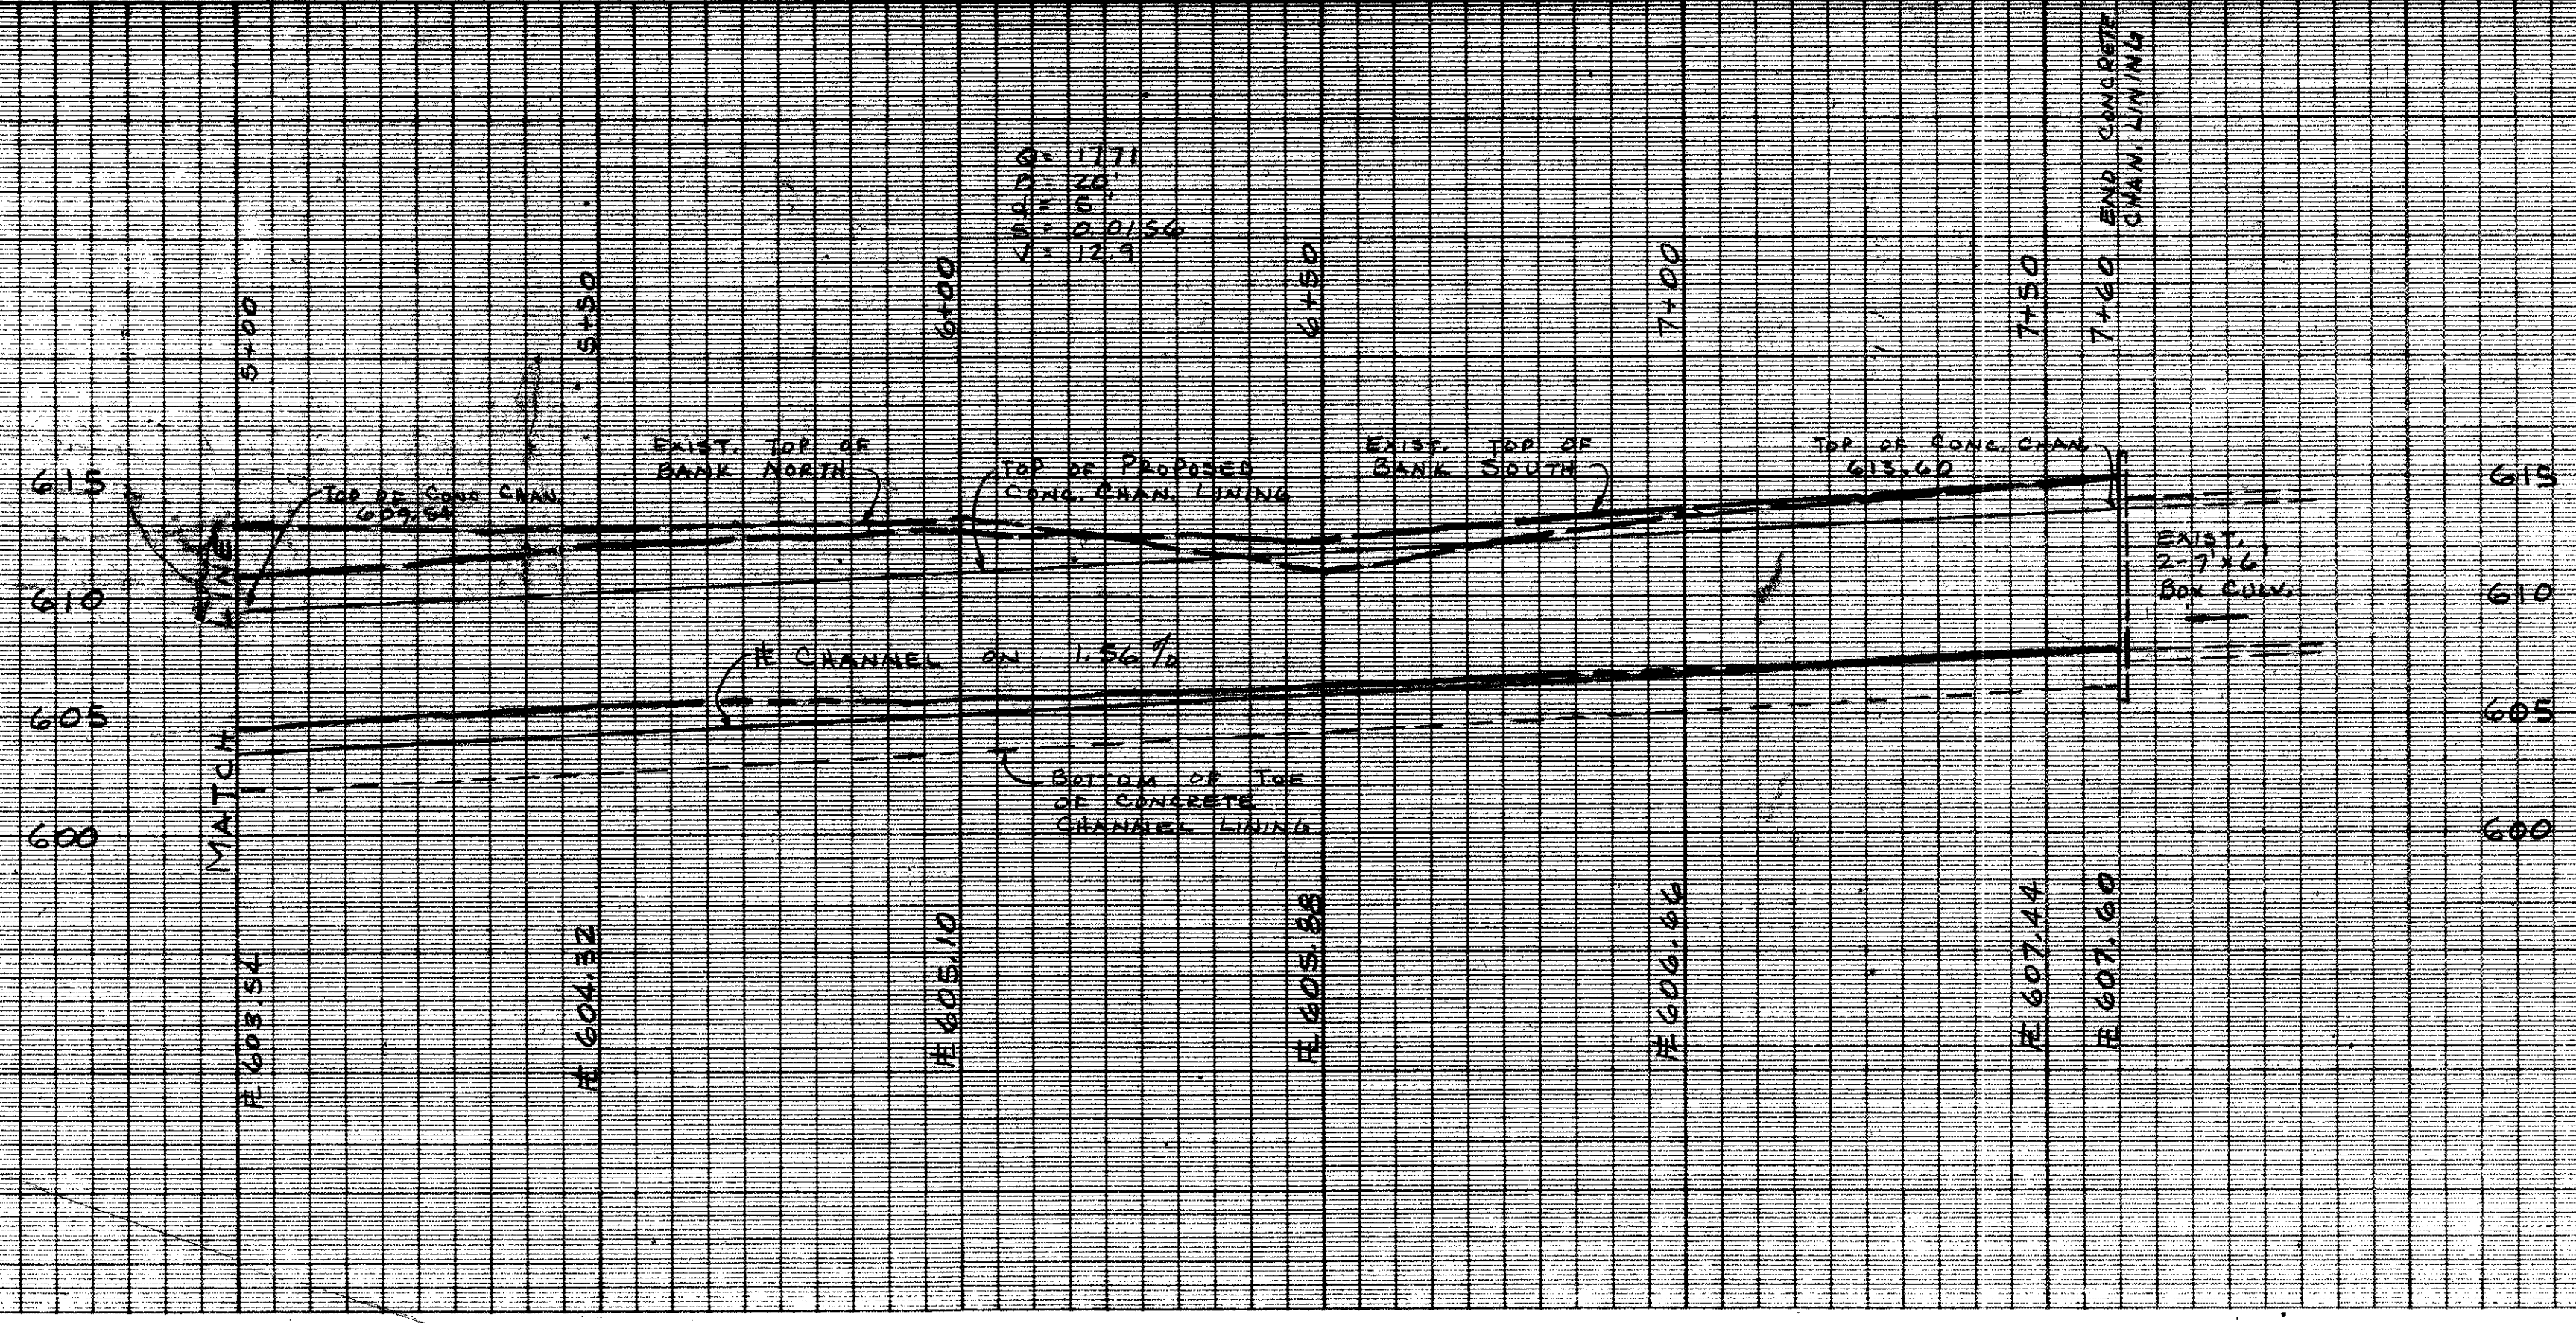 7+60 END CONCRETE
CHAN. LINING
Q = 1771
B = 20'
S = 0.0156
V = 12.9
5+00
5+50
6+00
6+50
7+00
7+50
EXIST. TOP OF
BANK NORTH
TOP OF PROPOSED
CONC. CHAN. LINING
EXIST. TOP OF
BANK SOUTH
TOP OF CONC. CHAN.
613.60
TOP OF CONC CHAN.
609.54
615
615
610
610
605
605
600
600
MATCH LINE
EXIST.
2-7'x6'
BOX CULV.
℄ CHANNEL ON 1.56%
BOTTOM OF TOE
OF CONCRETE
CHANNEL LINING
℄ 603.54
℄ 604.32
℄ 605.10
℄ 605.88
℄ 606.66
℄ 607.44
℄ 607.60